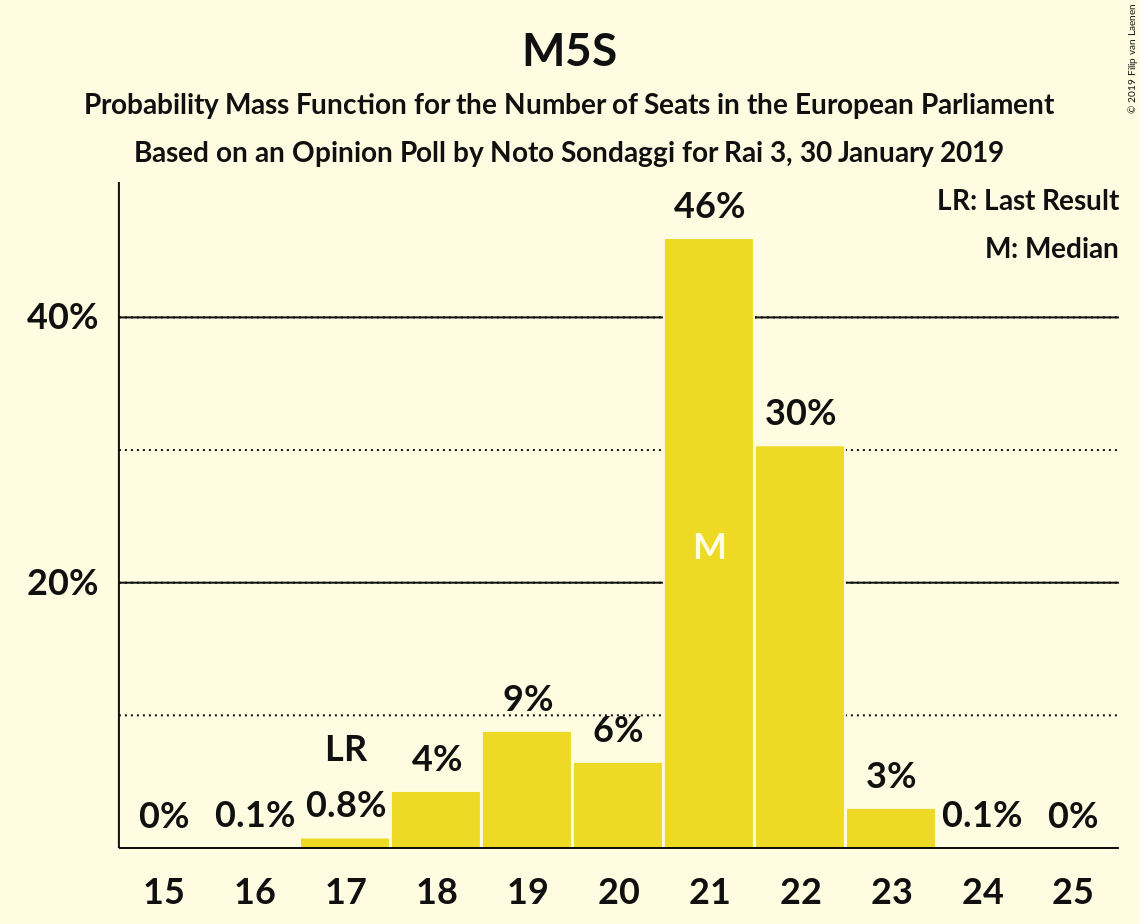 M5S
Probability Mass Function for the Number of Seats in the European Parliament
Based on an Opinion Poll by Noto Sondaggi for Rai 3, 30 January 2019
© 2019 Filip van Laenen
LR: Last Result
M: Median
40%
20%
0%
0.1%
LR
0.8%
4%
9%
6%
46%
M
30%
3%
0.1%
0%
15 16 17 18 19 20 21 22 23 24 25